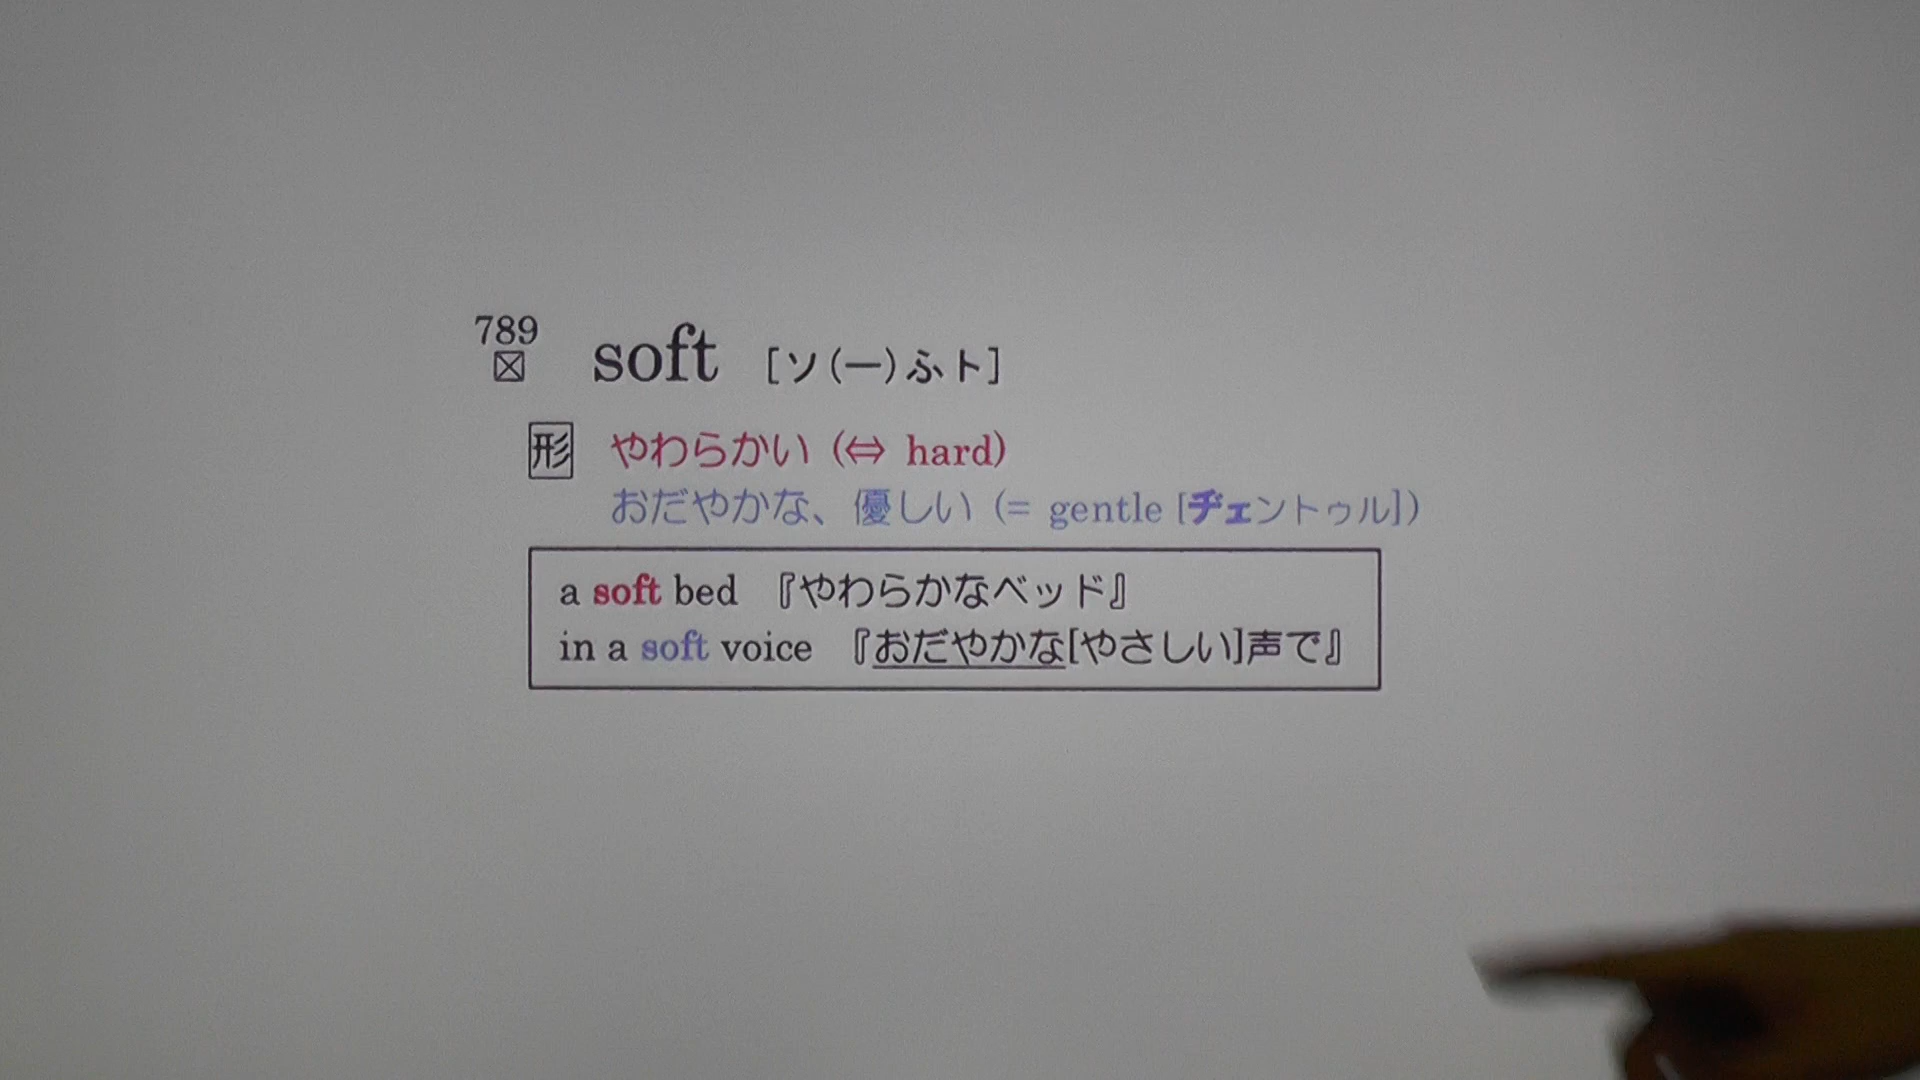 789
☒ soft [ソ(ー)ふト]
形 やわらかい (⇔ hard)
おだやかな、優しい (= gentle [ヂェントゥル])
a soft bed 『やわらかなベッド』
in a soft voice 『おだやかな[やさしい]声で』